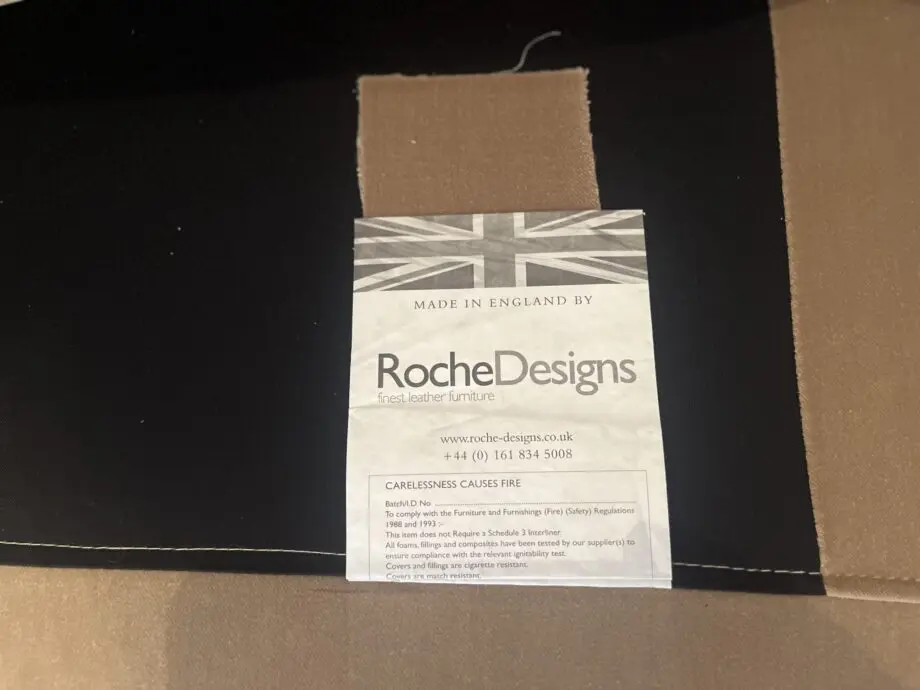 MADE IN ENGLAND BY
RocheDesigns
finest leather furniture
www.roche-designs.co.uk
+44 (0) 161 834 5008
CARELESSNESS CAUSES FIRE
Batch/I.D No
To comply with the Furniture and Furnishings (Fire) (Safety) Regulations
1988 and 1993 :-
This item does not Require a Schedule 3 Interliner.
All foams, fillings and composites have been tested by our supplier(s) to
ensure compliance with the relevant ignitability test.
Covers and fillings are cigarette resistant.
Covers are match resistant.